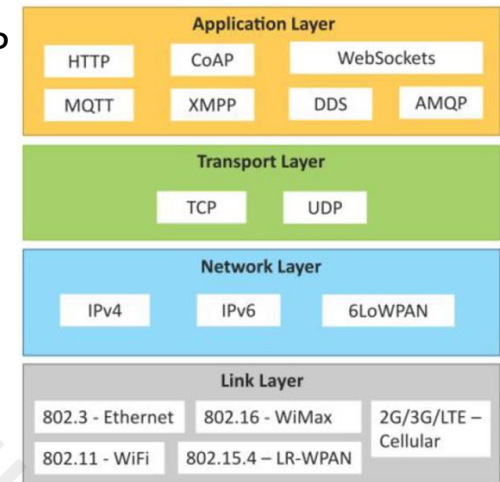 Application Layer
HTTP CoAP WebSockets
MQTT XMPP DDS AMQP
Transport Layer
TCP UDP
Network Layer
IPv4 IPv6 6LoWPAN
Link Layer
802.3 - Ethernet 802.16 - WiMax 2G/3G/LTE –
Cellular
802.11 - WiFi 802.15.4 – LR-WPAN